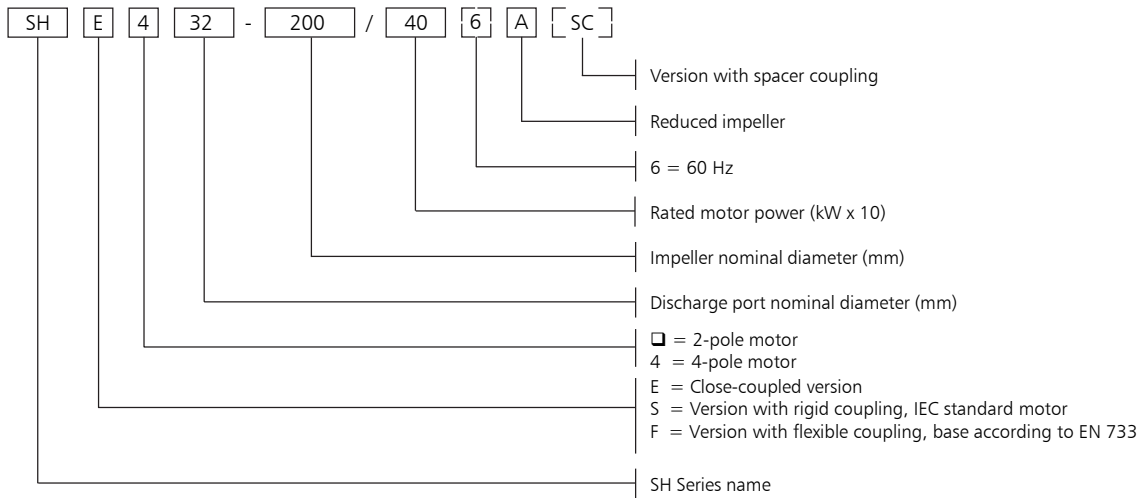 SH E 4 32 - 200 / 40 6 A SC
Version with spacer coupling
Reduced impeller
6 = 60 Hz
Rated motor power (kW x 10)
Impeller nominal diameter (mm)
Discharge port nominal diameter (mm)
❑ = 2-pole motor
4 = 4-pole motor
E = Close-coupled version
S = Version with rigid coupling, IEC standard motor
F = Version with flexible coupling, base according to EN 733
SH Series name